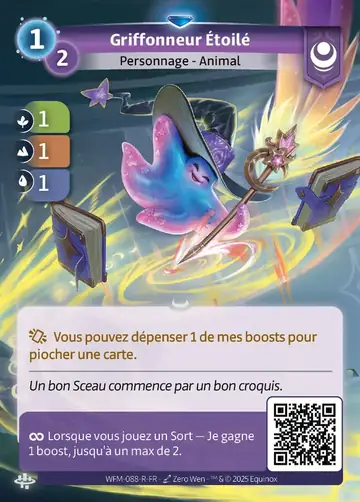 1
2
Griffonneur Étoilé
Personnage - Animal
1
1
1
Vous pouvez dépenser 1 de mes boosts pour
piocher une carte.
Un bon Sceau commence par un bon croquis.
Lorsque vous jouez un Sort — Je gagne
1 boost, jusqu'à un max de 2.
WFM-088-R-FR - Zero Wen - ™ & © 2025 Equinox